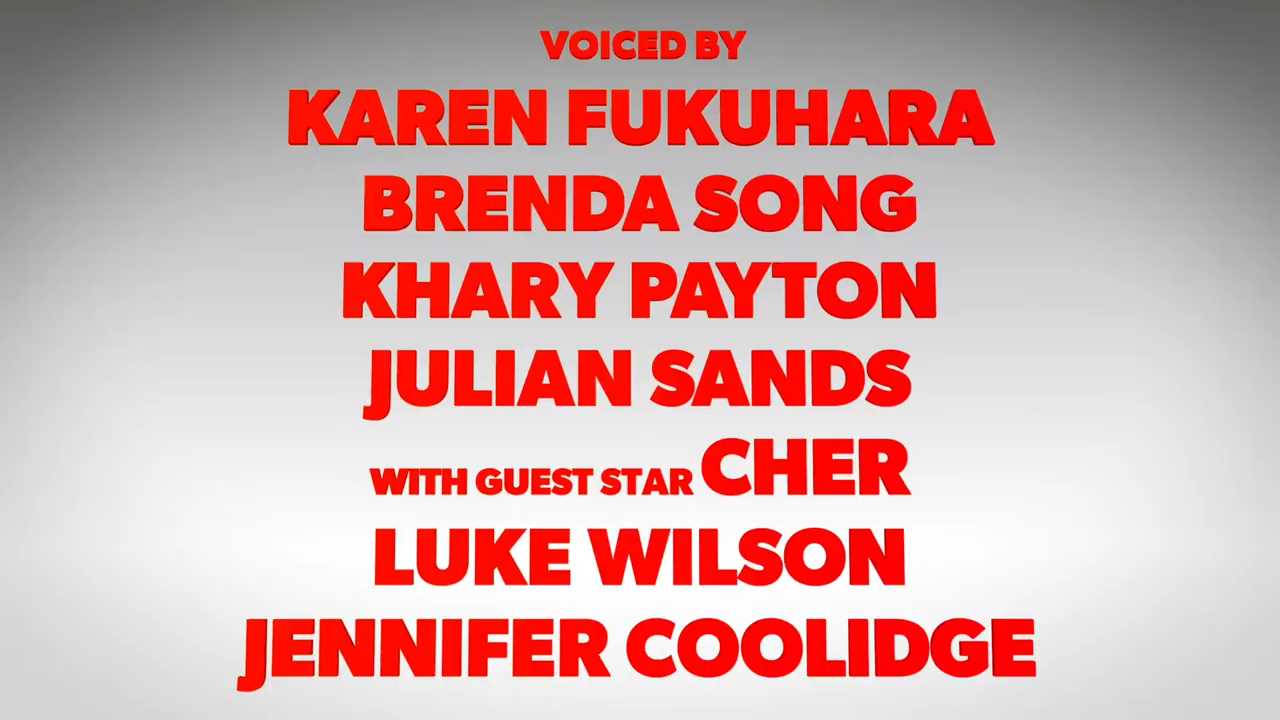 VOICED BY
KAREN FUKUHARA
BRENDA SONG
KHARY PAYTON
JULIAN SANDS
WITH GUEST STAR CHER
LUKE WILSON
JENNIFER COOLIDGE